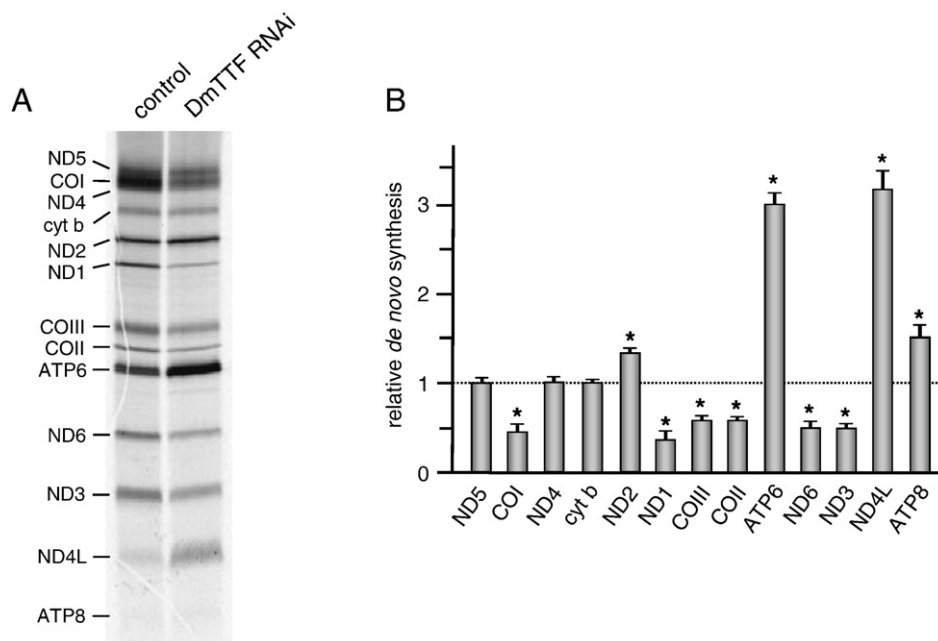 A
control
DmTTF RNAi
ND5
COI
ND4
cyt b
ND2
ND1
COIII
COII
ATP6
ND6
ND3
ND4L
ATP8
B
relative de novo synthesis
3
2
1
0
* * * * * * * * * *
ND5 COI ND4 cyt b ND2 ND1 COIII COII ATP6 ND6 ND3 ND4L ATP8